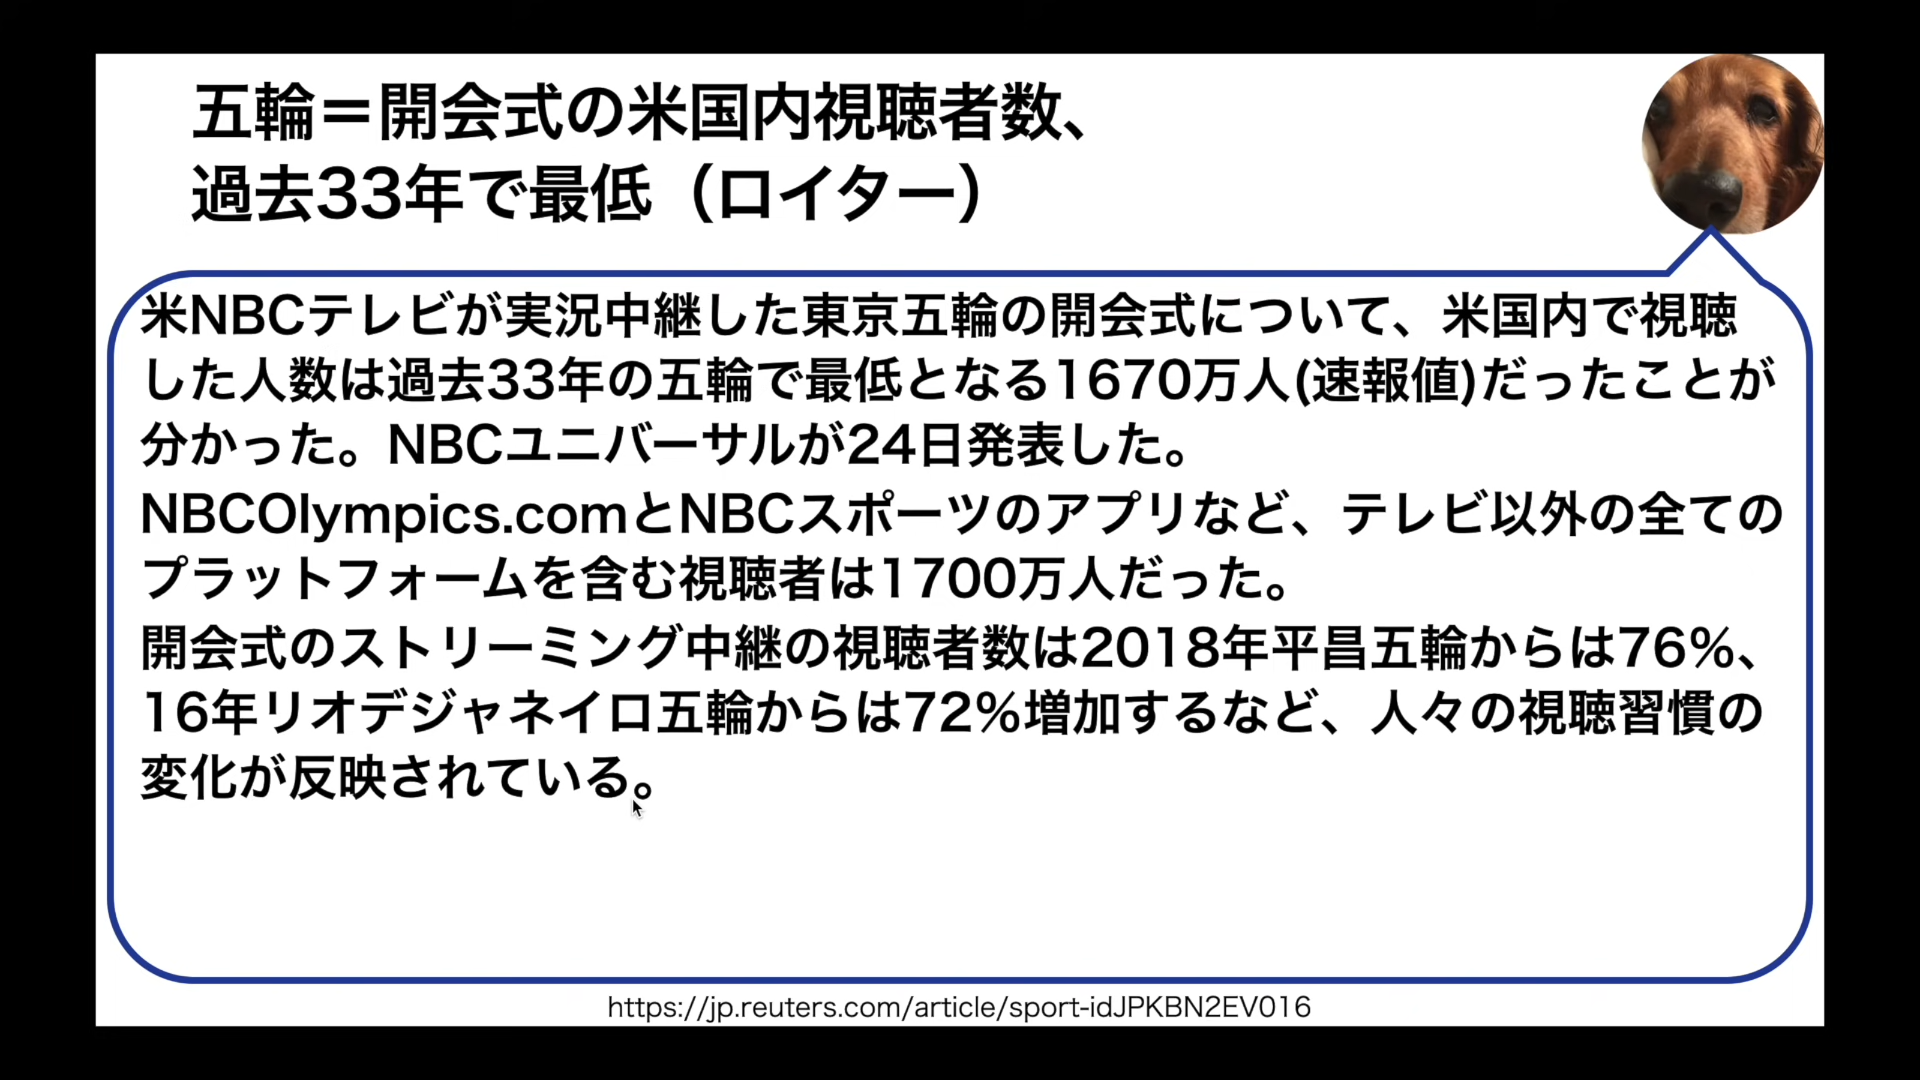 五輪＝開会式の米国内視聴者数、
過去33年で最低（ロイター）
米NBCテレビが実況中継した東京五輪の開会式について、米国内で視聴
した人数は過去33年の五輪で最低となる1670万人(速報値)だったことが
分かった。NBCユニバーサルが24日発表した。
NBCOlympics.comとNBCスポーツのアプリなど、テレビ以外の全ての
プラットフォームを含む視聴者は1700万人だった。
開会式のストリーミング中継の視聴者数は2018年平昌五輪からは76%、
16年リオデジャネイロ五輪からは72%増加するなど、人々の視聴習慣の
変化が反映されている。
https://jp.reuters.com/article/sport-idJPKBN2EV016